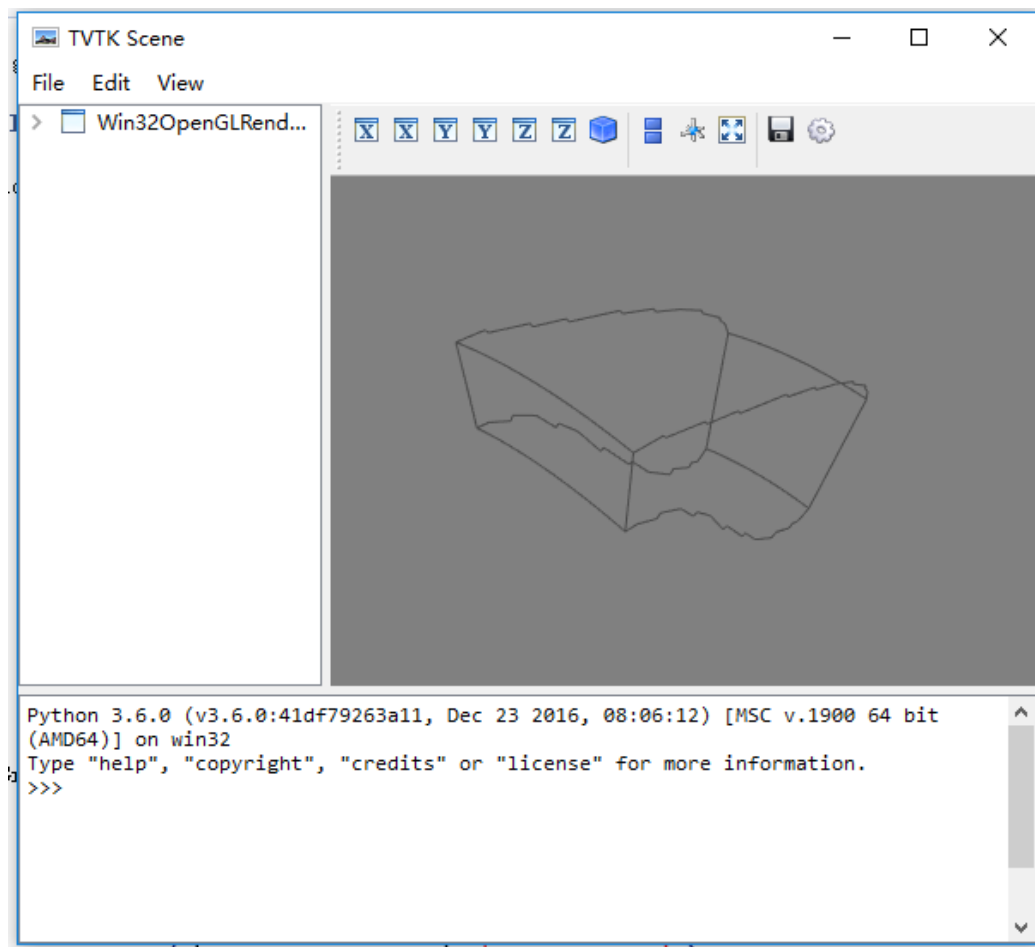 TVTK Scene
File Edit View
Win32OpenGLRend...
X X Y Y Z Z
Python 3.6.0 (v3.6.0:41df79263a11, Dec 23 2016, 08:06:12) [MSC v.1900 64 bit
(AMD64)] on win32
Type "help", "copyright", "credits" or "license" for more information.
>>>